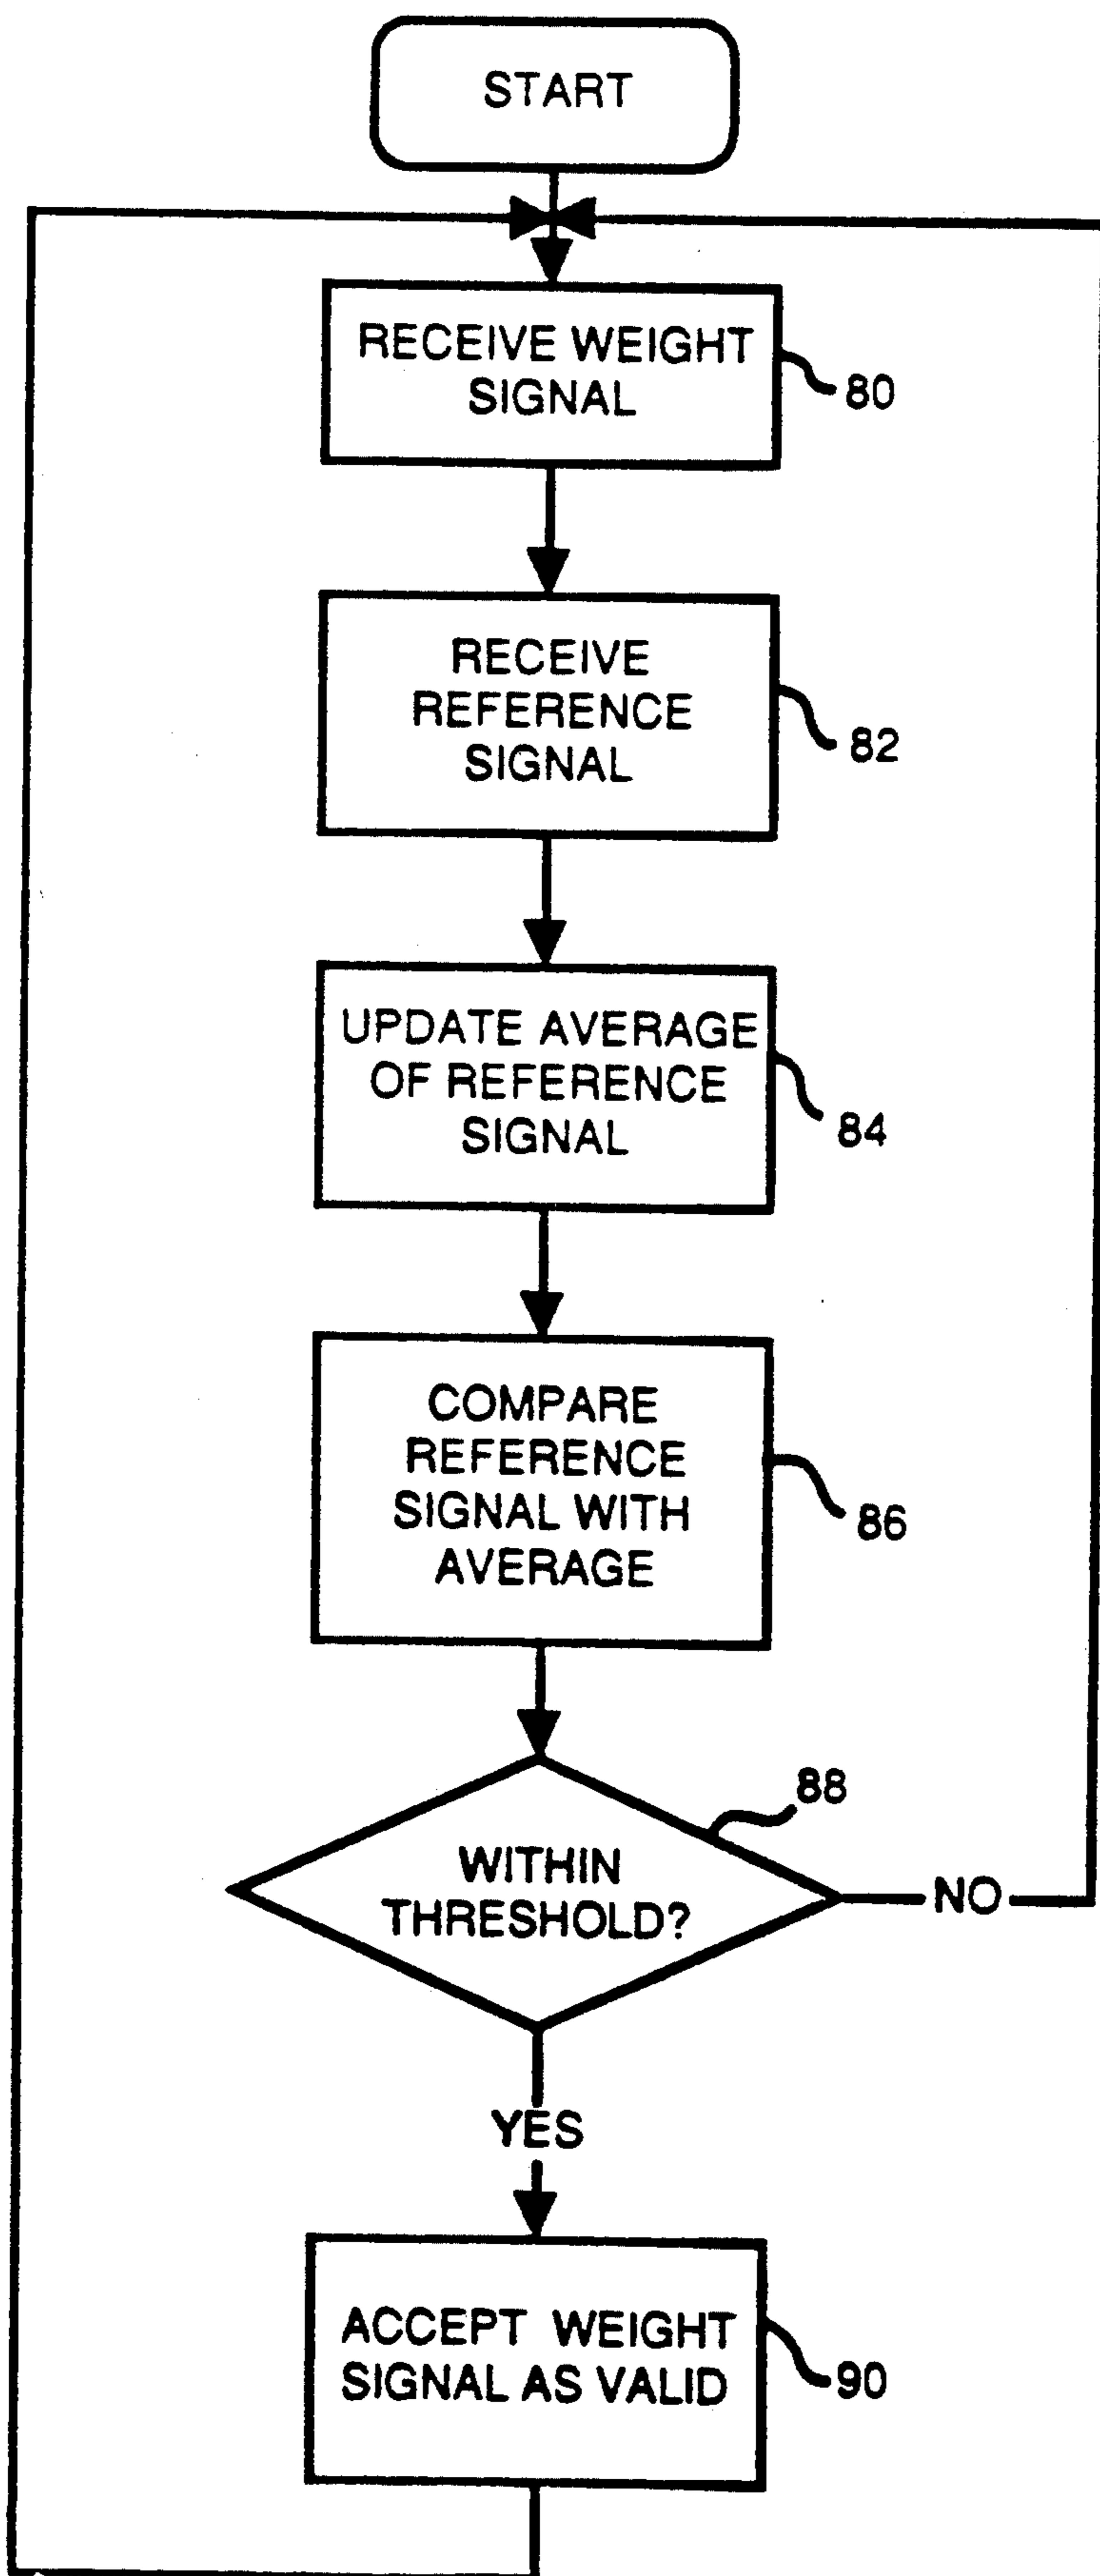 START
RECEIVE WEIGHT
SIGNAL
80
RECEIVE
REFERENCE
SIGNAL
82
UPDATE AVERAGE
OF REFERENCE
SIGNAL
84
COMPARE
REFERENCE
SIGNAL WITH
AVERAGE
86
88
WITHIN
THRESHOLD?
NO
YES
ACCEPT WEIGHT
SIGNAL AS VALID
90